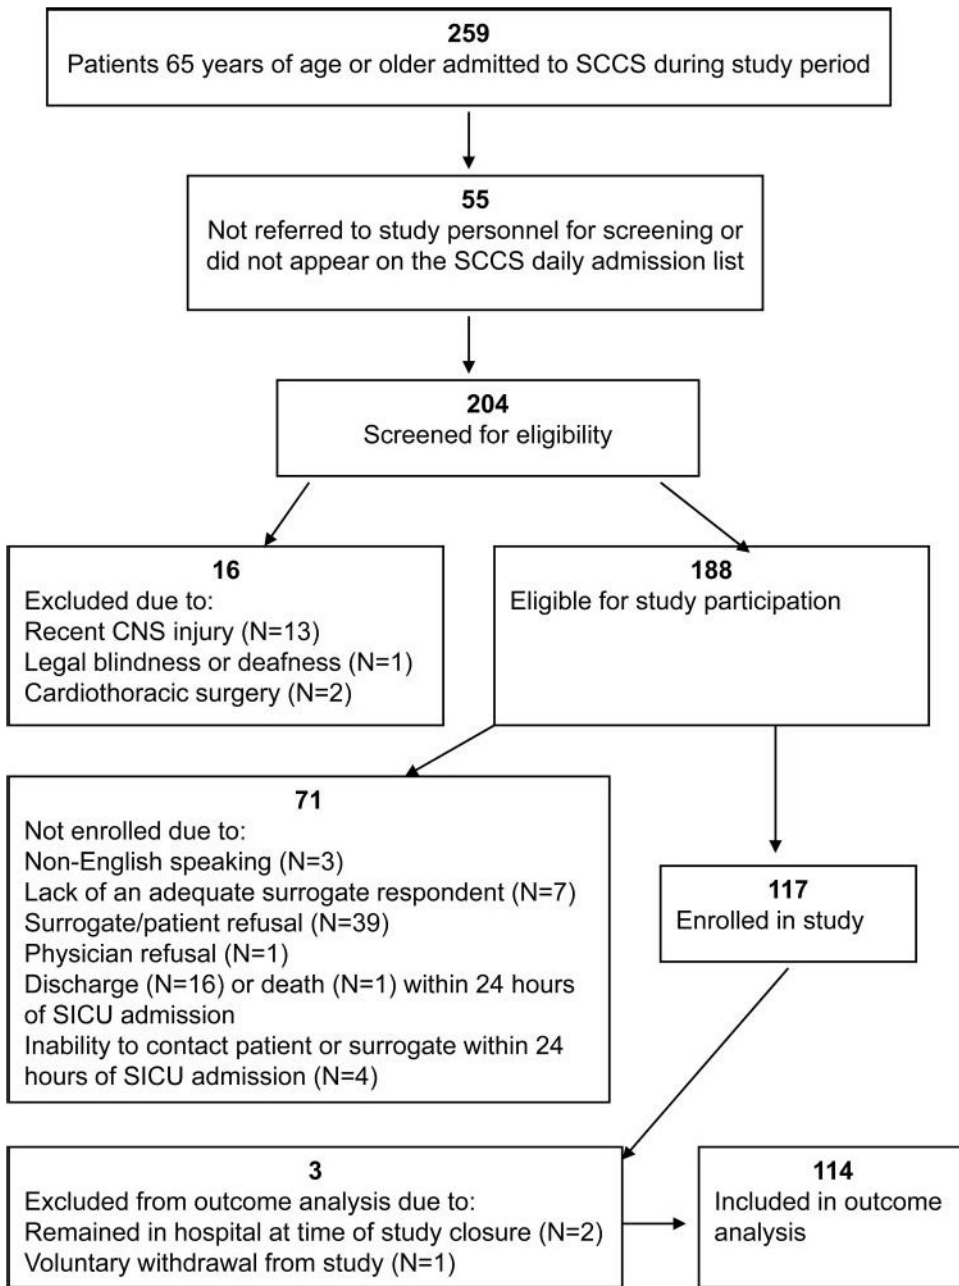 259
Patients 65 years of age or older admitted to SCCS during study period
55
Not referred to study personnel for screening or
did not appear on the SCCS daily admission list
204
Screened for eligibility
16
Excluded due to:
Recent CNS injury (N=13)
Legal blindness or deafness (N=1)
Cardiothoracic surgery (N=2)
188
Eligible for study participation
71
Not enrolled due to:
Non-English speaking (N=3)
Lack of an adequate surrogate respondent (N=7)
Surrogate/patient refusal (N=39)
Physician refusal (N=1)
Discharge (N=16) or death (N=1) within 24 hours
of SICU admission
Inability to contact patient or surrogate within 24
hours of SICU admission (N=4)
117
Enrolled in study
3
Excluded from outcome analysis due to:
Remained in hospital at time of study closure (N=2)
Voluntary withdrawal from study (N=1)
114
Included in outcome
analysis